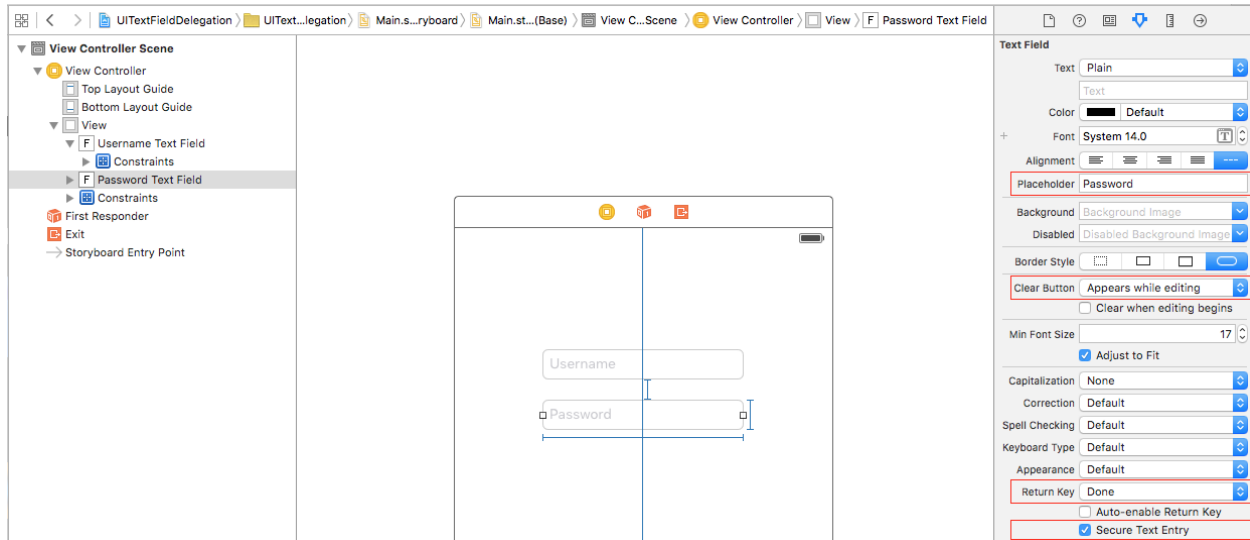 UITextFieldDelegation UIText...legation Main.s...ryboard Main.st...(Base) View C...Scene View Controller View F Password Text Field
View Controller Scene
View Controller
Top Layout Guide
Bottom Layout Guide
View
F Username Text Field
Constraints
F Password Text Field
Constraints
First Responder
Exit
Storyboard Entry Point
Username
Password
Text Field
Text Plain
Text
Color Default
Font System 14.0 T
Alignment
Placeholder Password
Background Background Image
Disabled Disabled Background Image
Border Style
Clear Button Appears while editing
Clear when editing begins
Min Font Size 17
Adjust to Fit
Capitalization None
Correction Default
Spell Checking Default
Keyboard Type Default
Appearance Default
Return Key Done
Auto-enable Return Key
Secure Text Entry